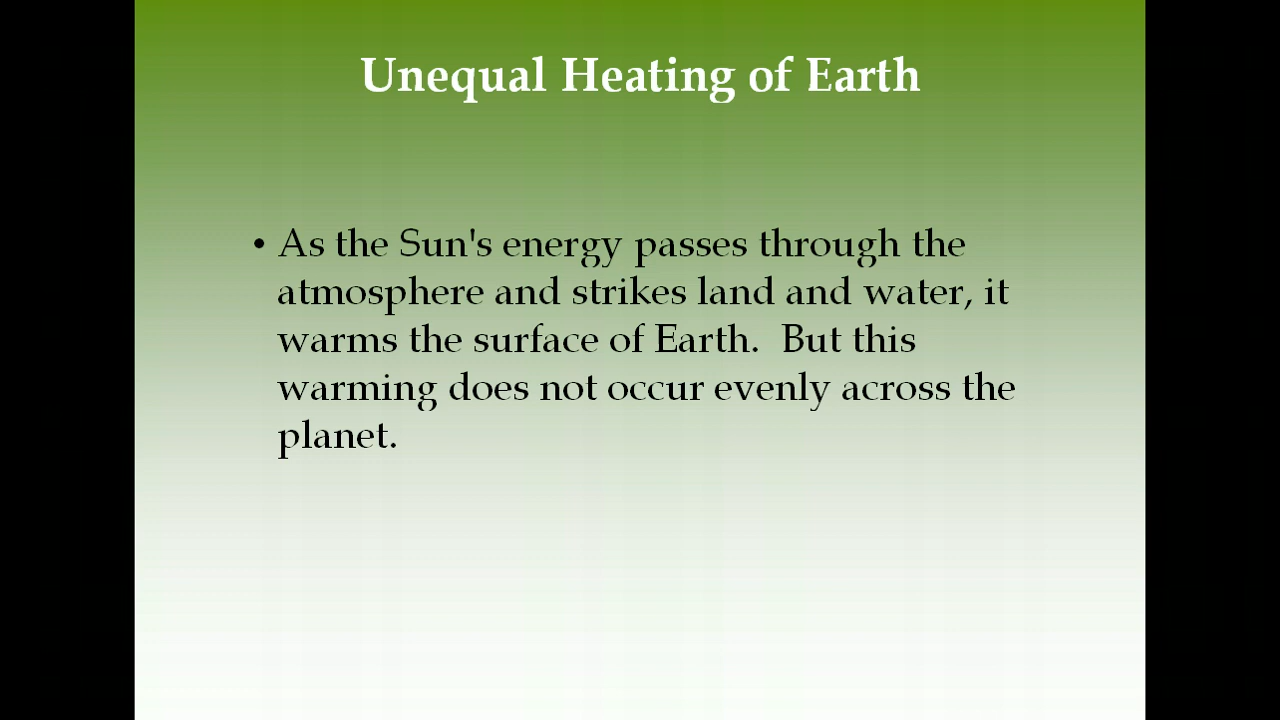 Unequal Heating of Earth
• As the Sun's energy passes through the
atmosphere and strikes land and water, it
warms the surface of Earth.  But this
warming does not occur evenly across the
planet.